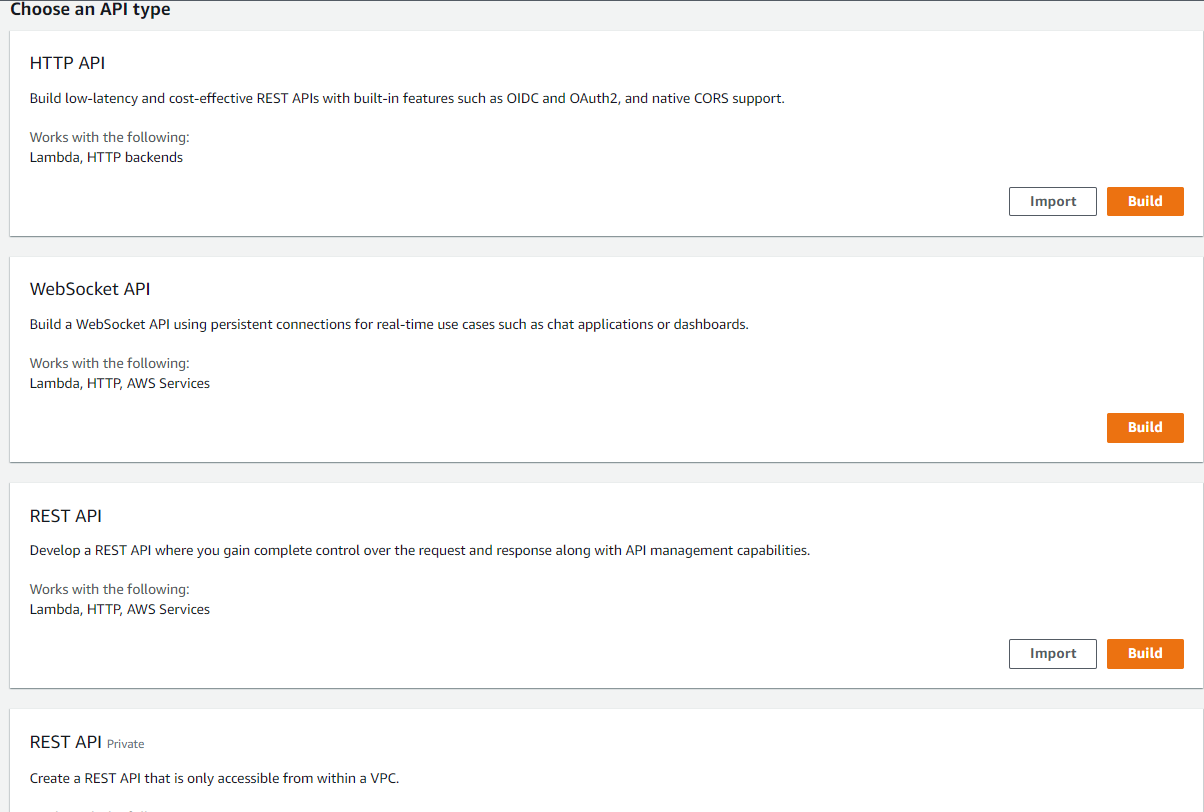 Choose an API type
HTTP API
Build low-latency and cost-effective REST APIs with built-in features such as OIDC and OAuth2, and native CORS support.
Works with the following:
Lambda, HTTP backends
Import
Build
WebSocket API
Build a WebSocket API using persistent connections for real-time use cases such as chat applications or dashboards.
Works with the following:
Lambda, HTTP, AWS Services
Build
REST API
Develop a REST API where you gain complete control over the request and response along with API management capabilities.
Works with the following:
Lambda, HTTP, AWS Services
Import
Build
REST API Private
Create a REST API that is only accessible from within a VPC.